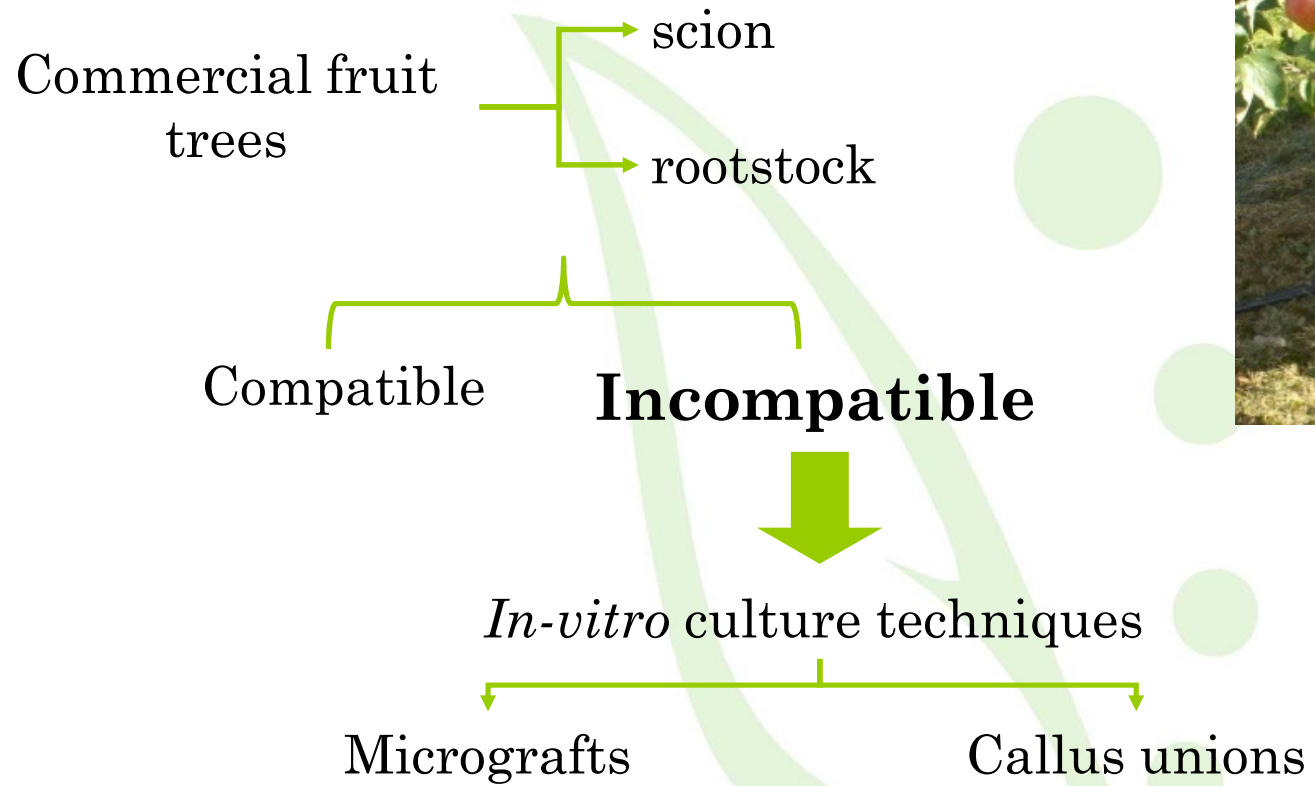 scion
Commercial fruit
trees
rootstock
Compatible
Incompatible
In-vitro culture techniques
Micrografts
Callus unions